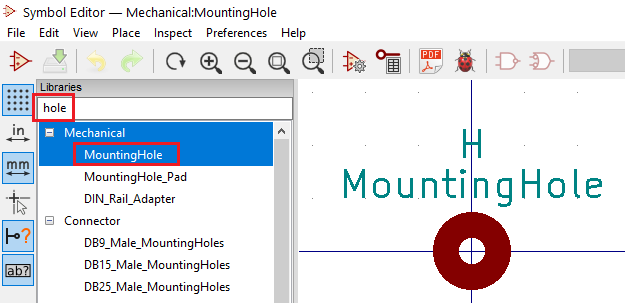 Symbol Editor — Mechanical:MountingHole
File Edit View Place Inspect Preferences Help
PDF
Libraries
hole
Mechanical
MountingHole
MountingHole_Pad
DIN_Rail_Adapter
Connector
DB9_Male_MountingHoles
DB15_Male_MountingHoles
DB25_Male_MountingHoles
in
mm
?
ab?
H
MountingHole